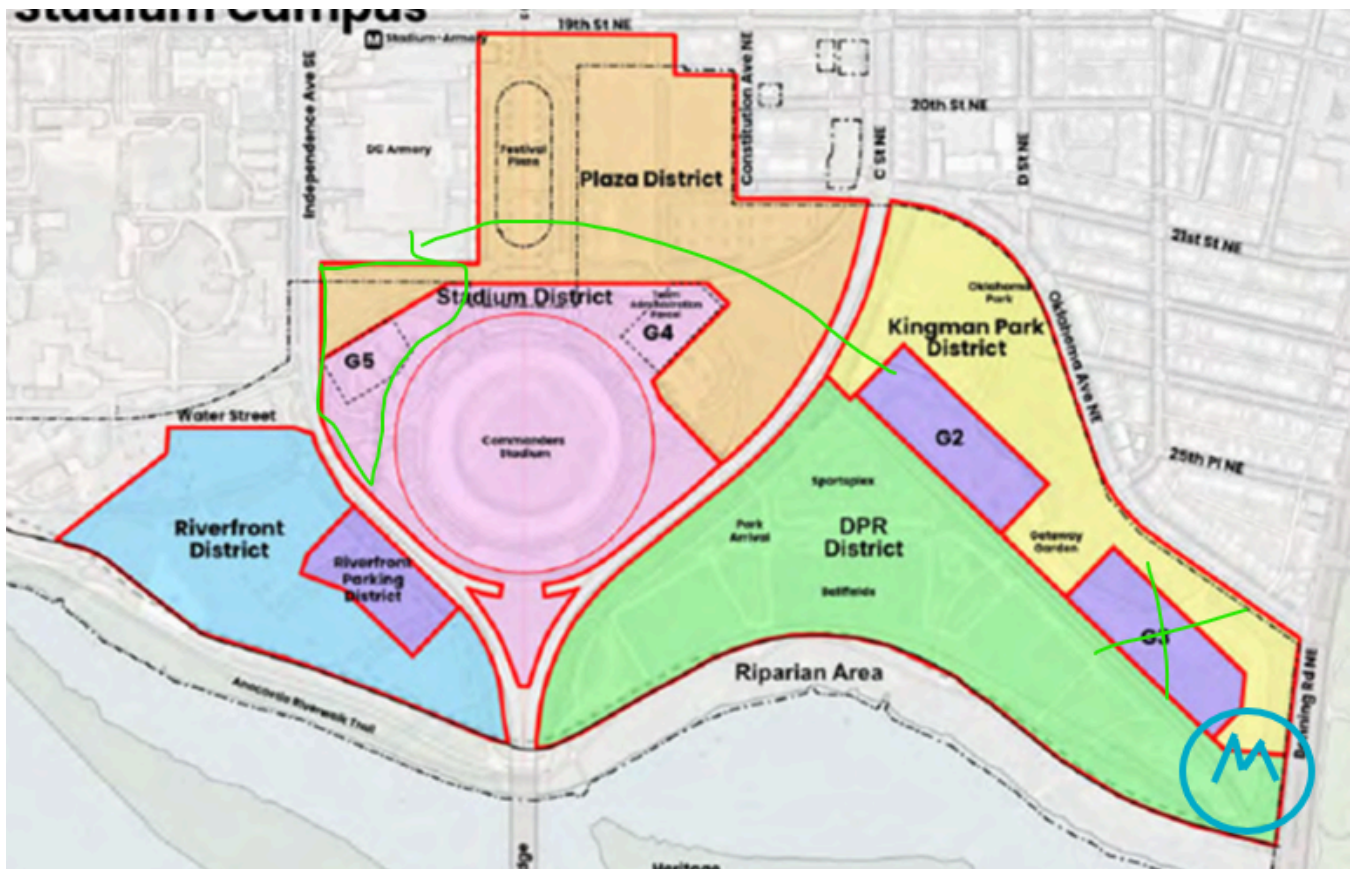 Stadium Campus
19th St NE
M Stadium-Armory
Independence Ave SE
Constitution Ave NE
20th St NE
DC Armory
Festival
Plaza
Plaza District
C St NE
D St NE
21st St NE
Oklahoma
Park
Oklahoma Ave NE
Stadium District
Team
Administration
Parcel
G4
G5
Kingman Park
District
Water Street
Commanders
Stadium
G2
25th Pl NE
Sportsplex
Riverfront
District
Park
Arrival
DPR
District
Gateway
Garden
Riverfront
Parking
District
Ballfields
G3
Riparian Area
Anacostia Riverwalk Trail
Benning Rd NE
M
Heritage